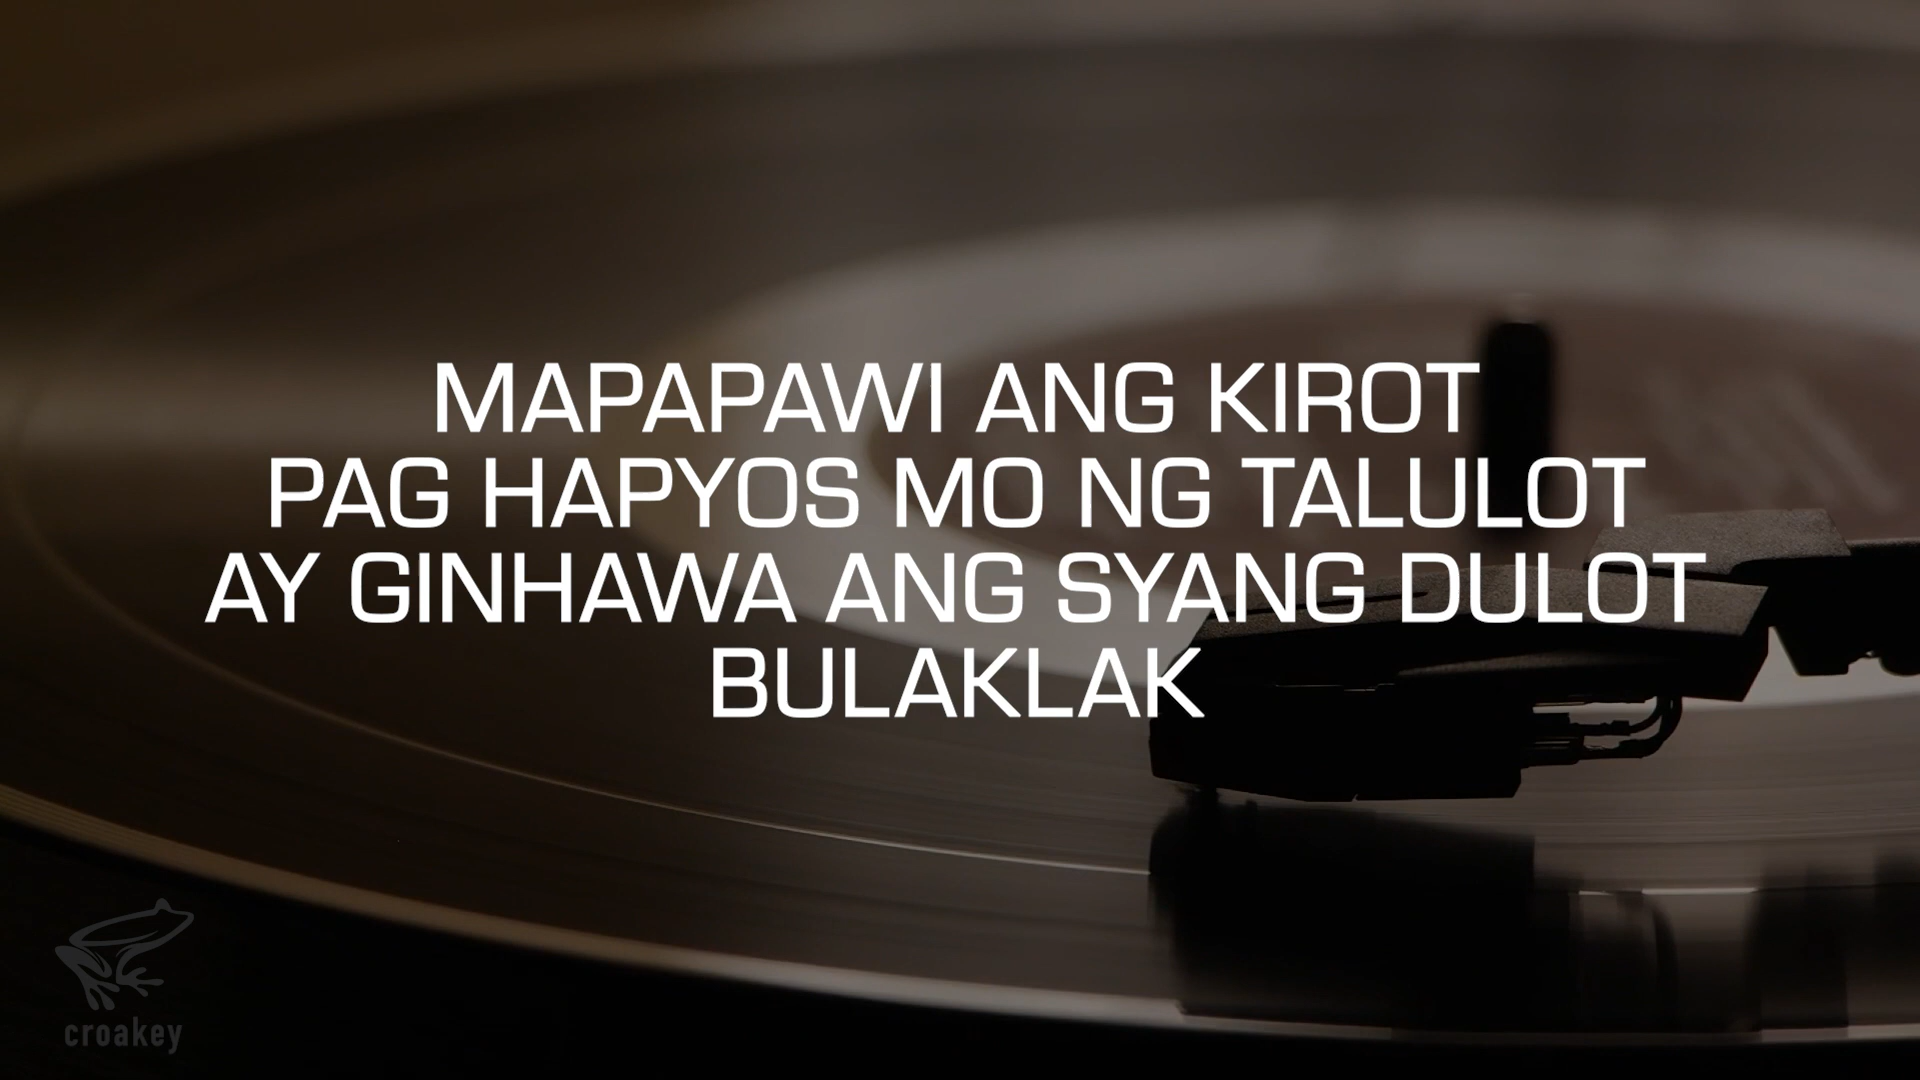 MAPAPAWI ANG KIROT
PAG HAPYOS MO NG TALULOT
AY GINHAWA ANG SYANG DULOT
BULAKLAK
croakey